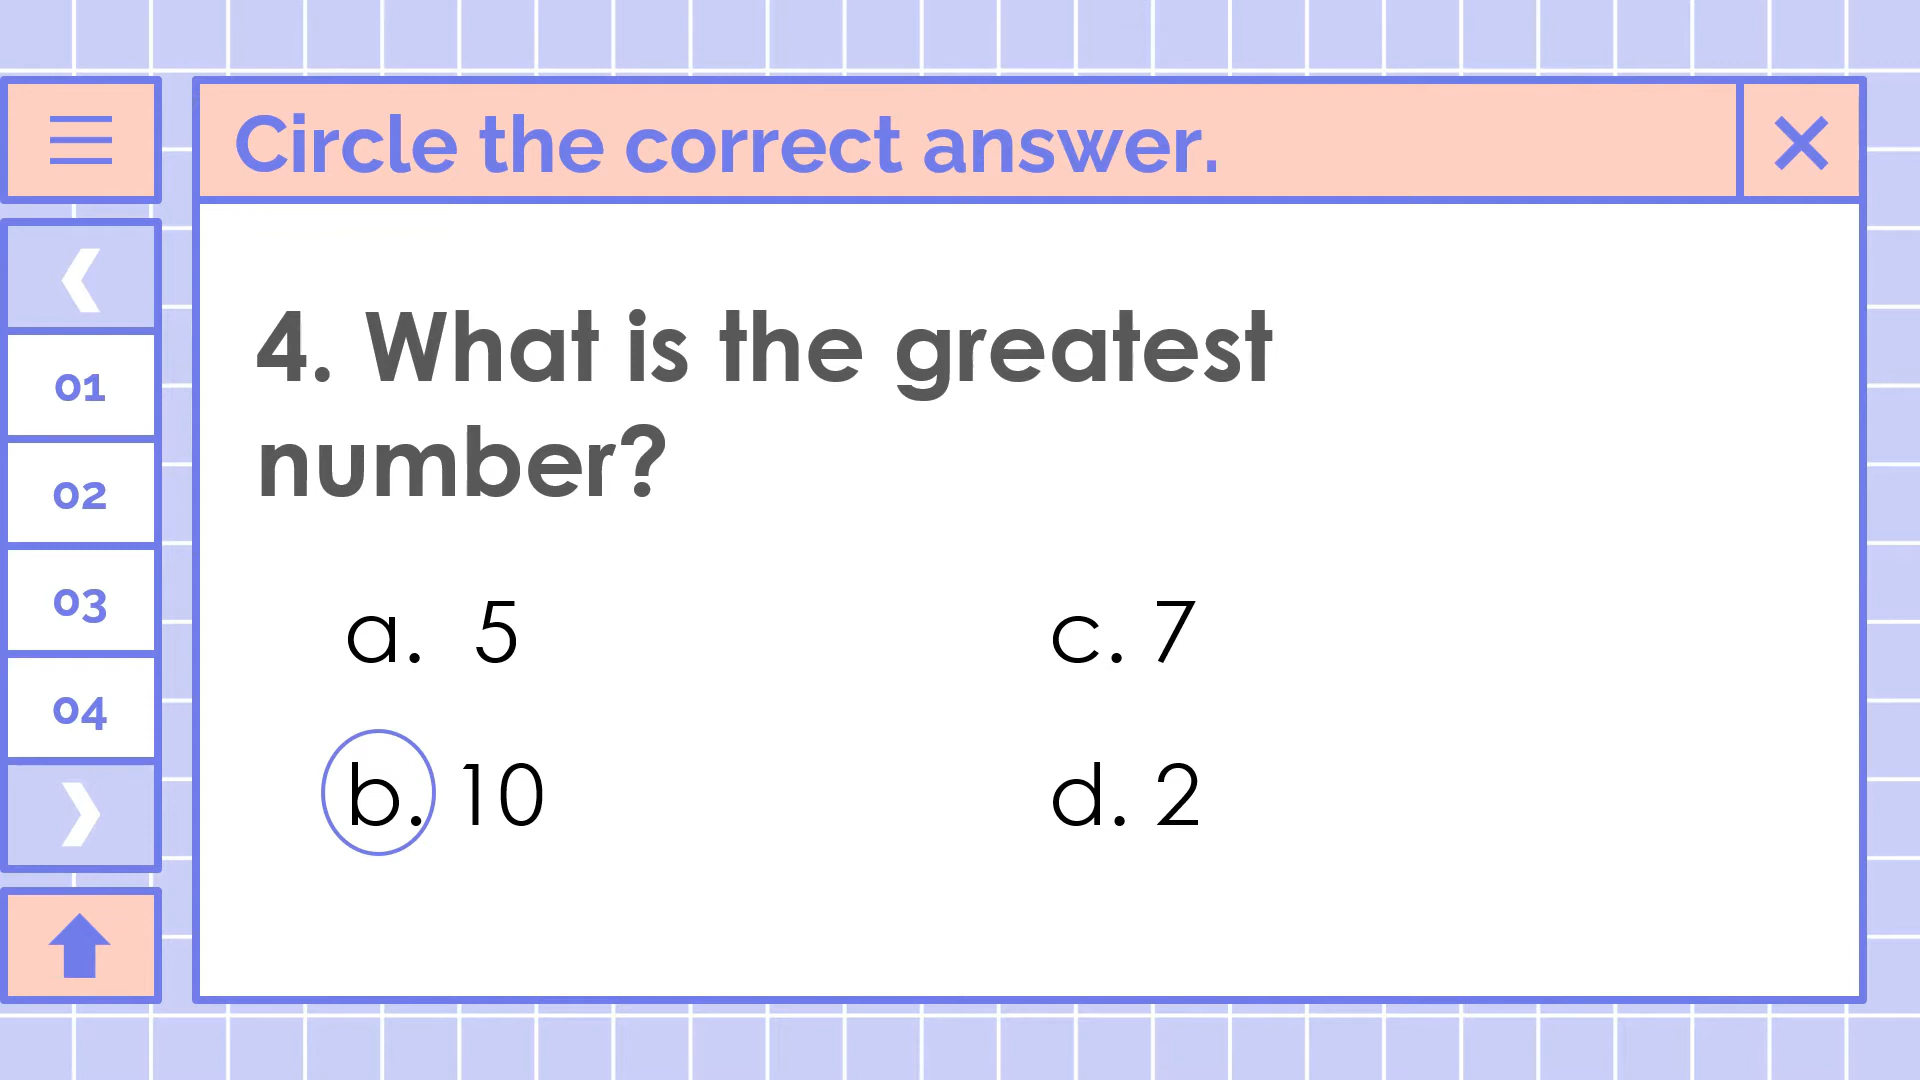 Circle the correct answer.
01
02
03
04
4. What is the greatest
number?
a. 5
c. 7
b. 10
d. 2